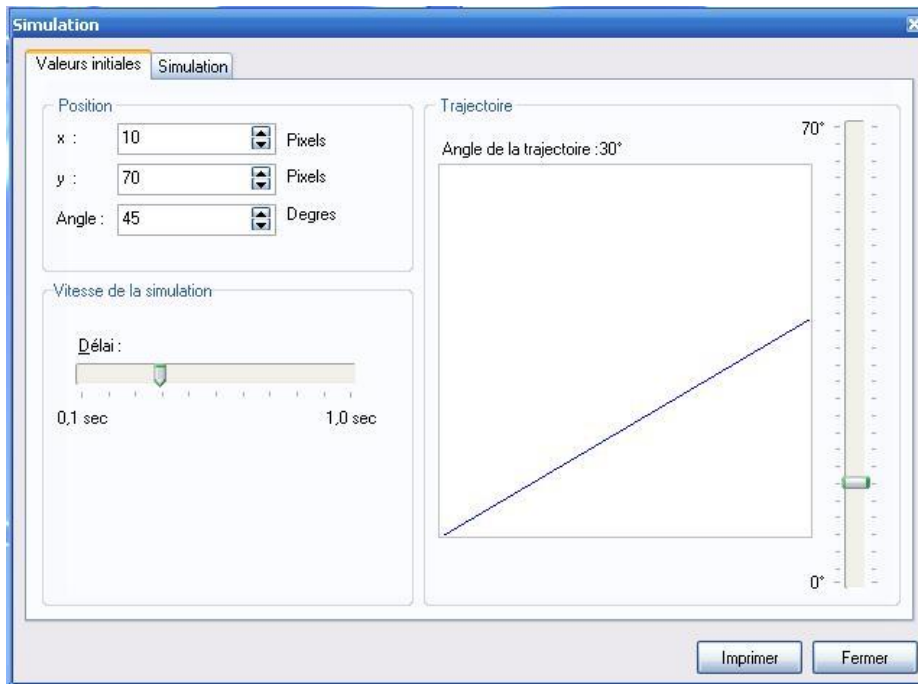 Simulation
Valeurs initiales
Simulation
Position
x :
10
Pixels
y :
70
Pixels
Angle :
45
Degres
Vitesse de la simulation
Délai :
0,1 sec
1,0 sec
Trajectoire
70°
Angle de la trajectoire :30°
0°
Imprimer
Fermer